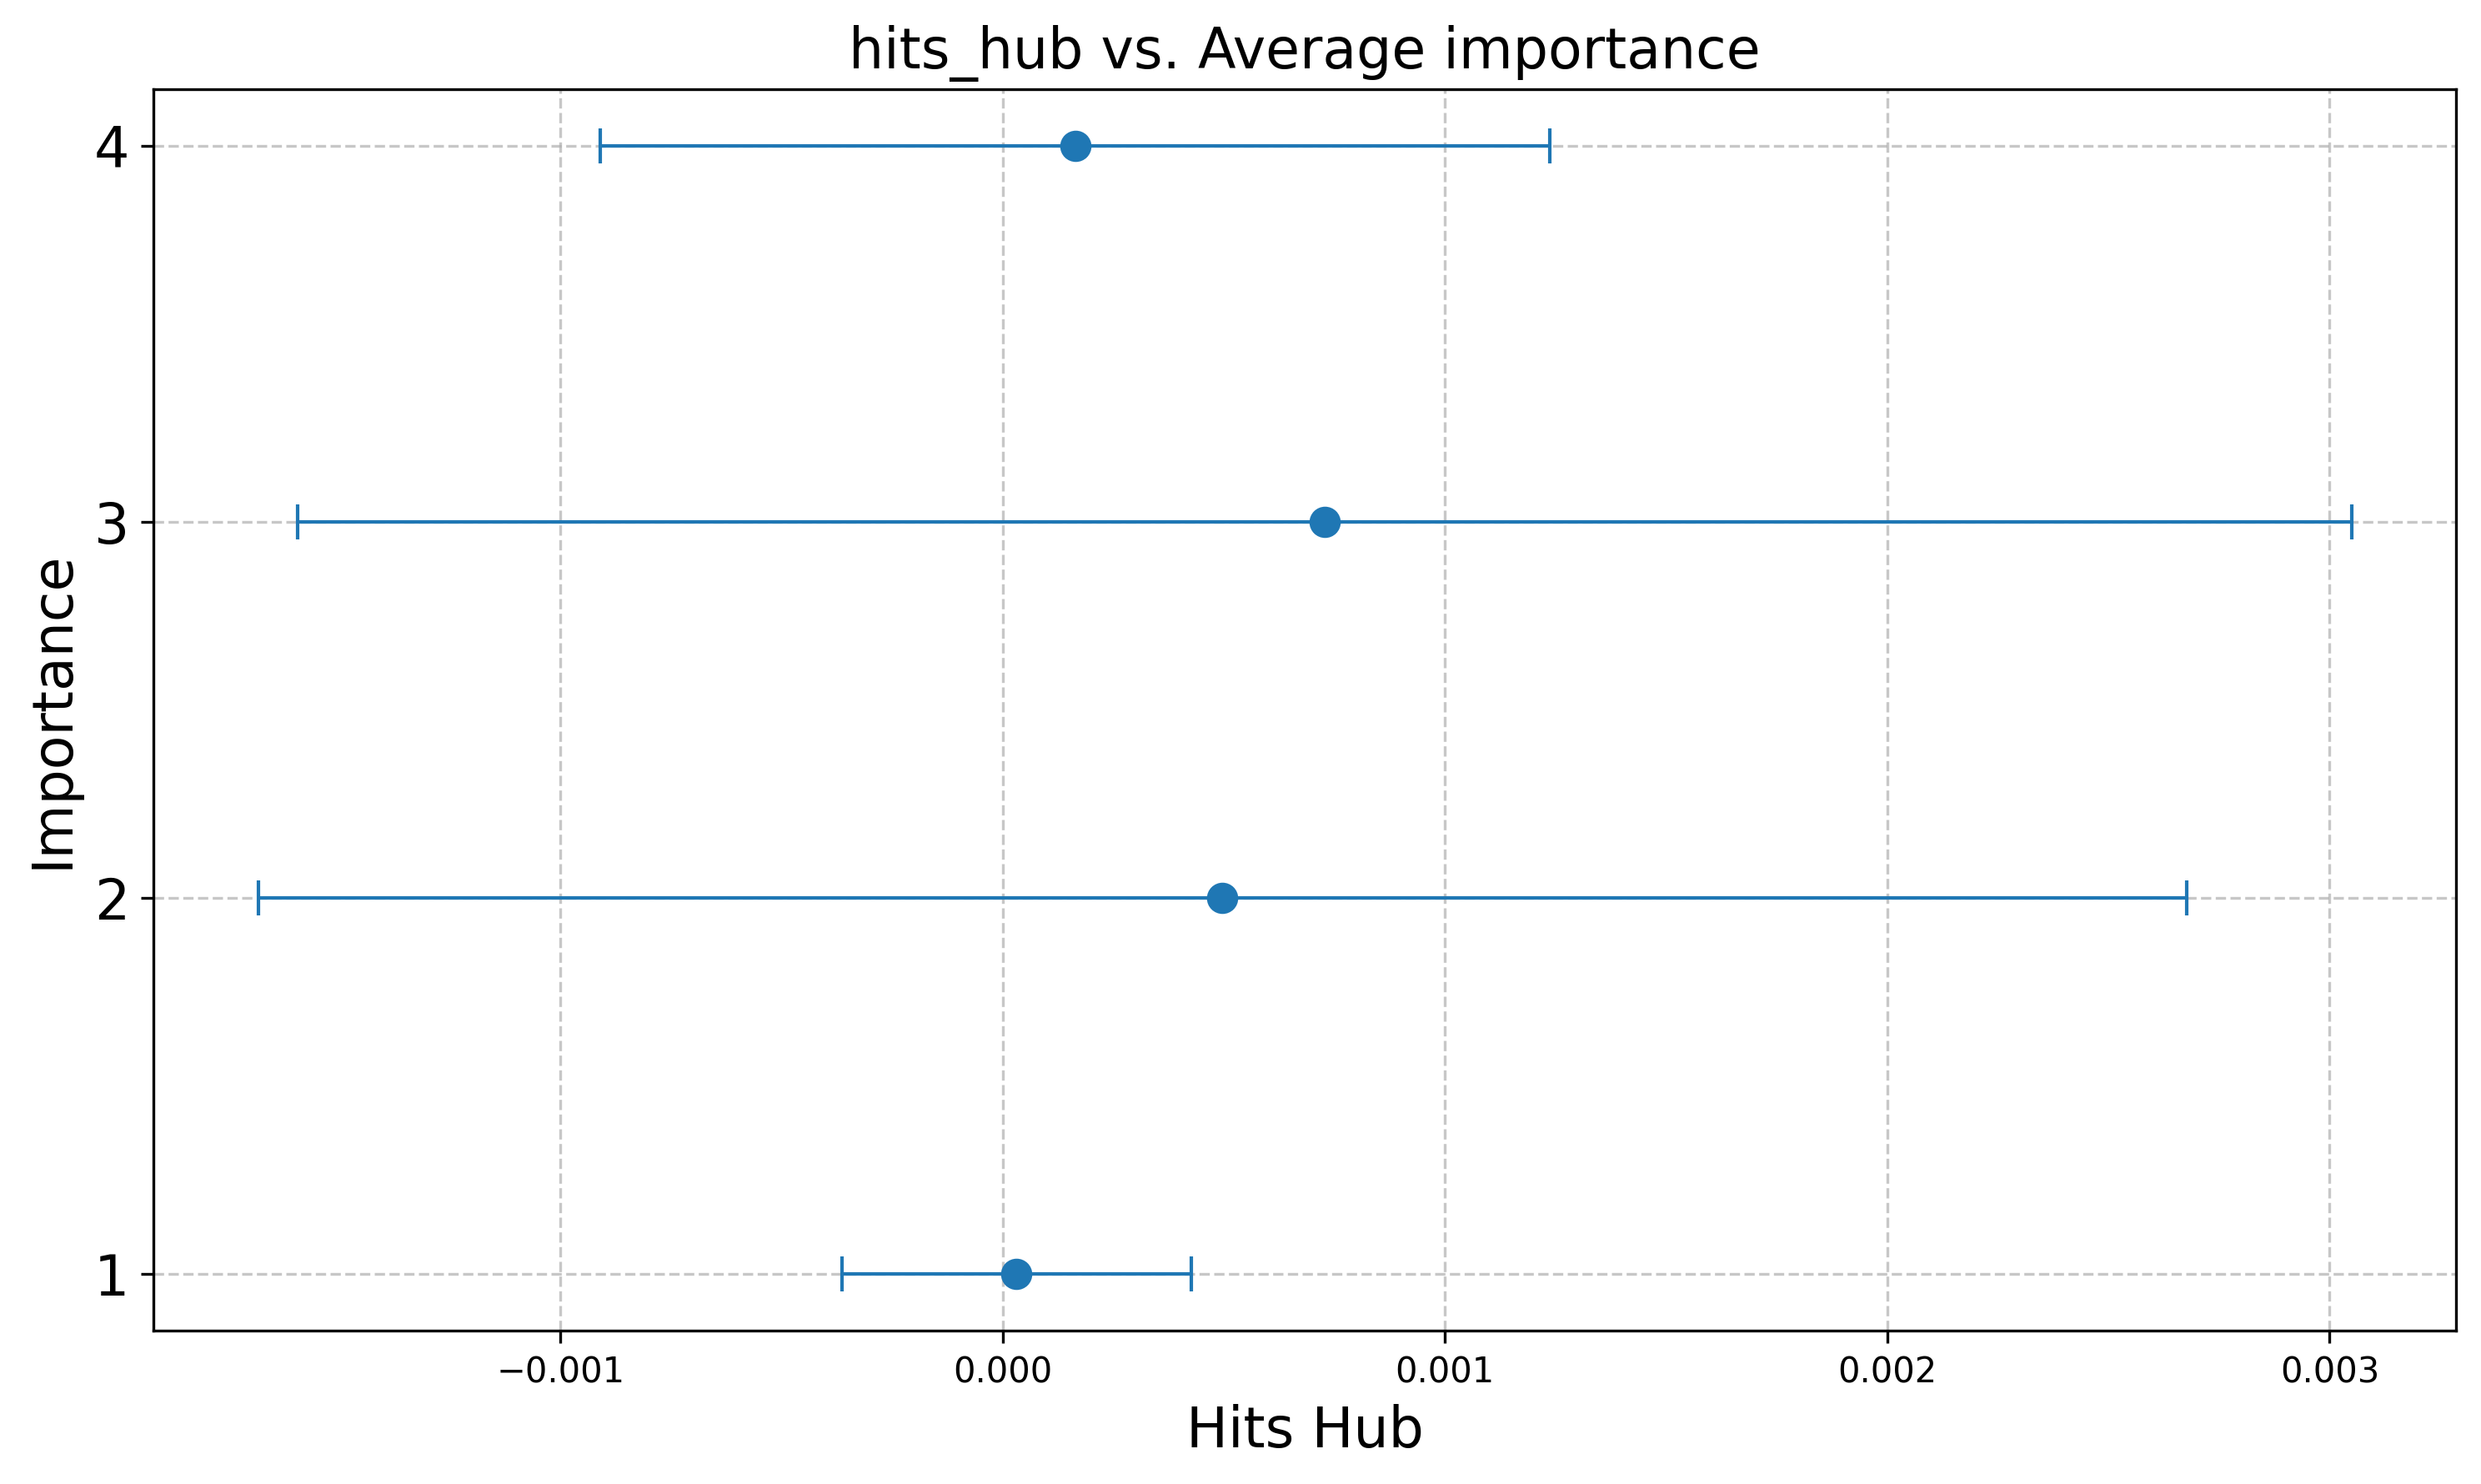 hits_hub vs. Average importance
4
3
2
1
Importance
−0.001 0.000 0.001 0.002 0.003
Hits Hub